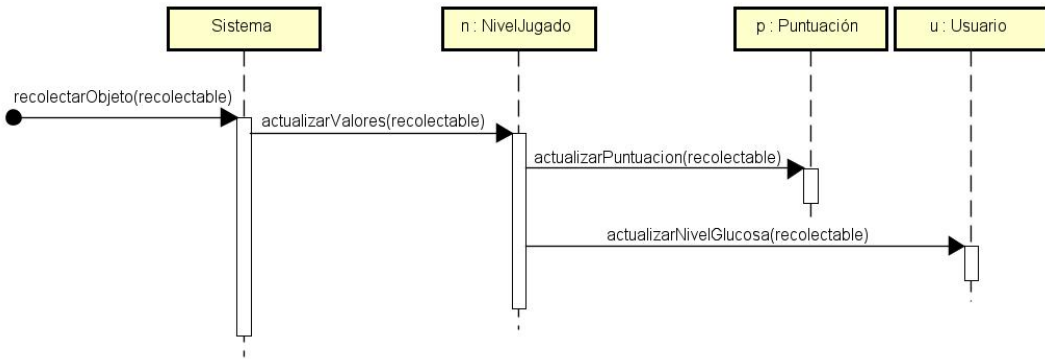 Sistema
n : NivelJugado
p : Puntuación
u : Usuario
recolectarObjeto(recolectable)
actualizarValores(recolectable)
actualizarPuntuacion(recolectable)
actualizarNivelGlucosa(recolectable)